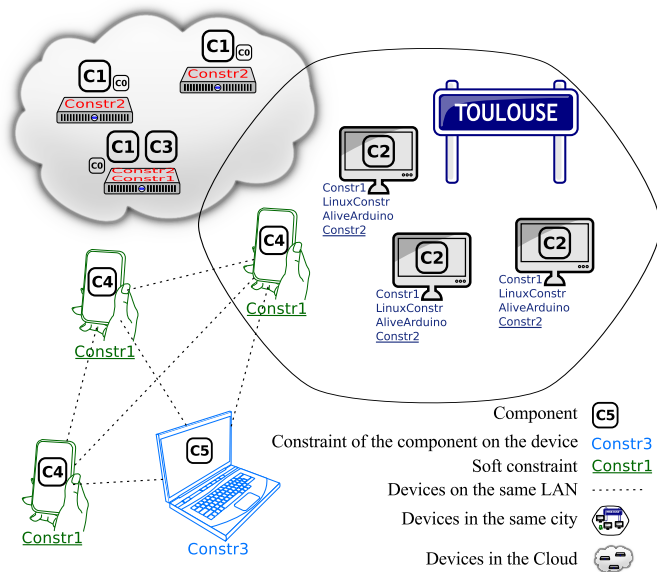 C1
C0
Constr2
C1
C0
Constr2
C1
C3
C0
Constr2
Constr1
TOULOUSE
C2
Constr1
LinuxConstr
AliveArduino
Constr2
C2
Constr1
LinuxConstr
AliveArduino
Constr2
C2
Constr1
LinuxConstr
AliveArduino
Constr2
C4
Constr1
C4
Constr1
C4
Constr1
C5
Constr3
Component C5
Constraint of the component on the device Constr3
Soft constraint Constr1
Devices on the same LAN
Devices in the same city
Devices in the Cloud